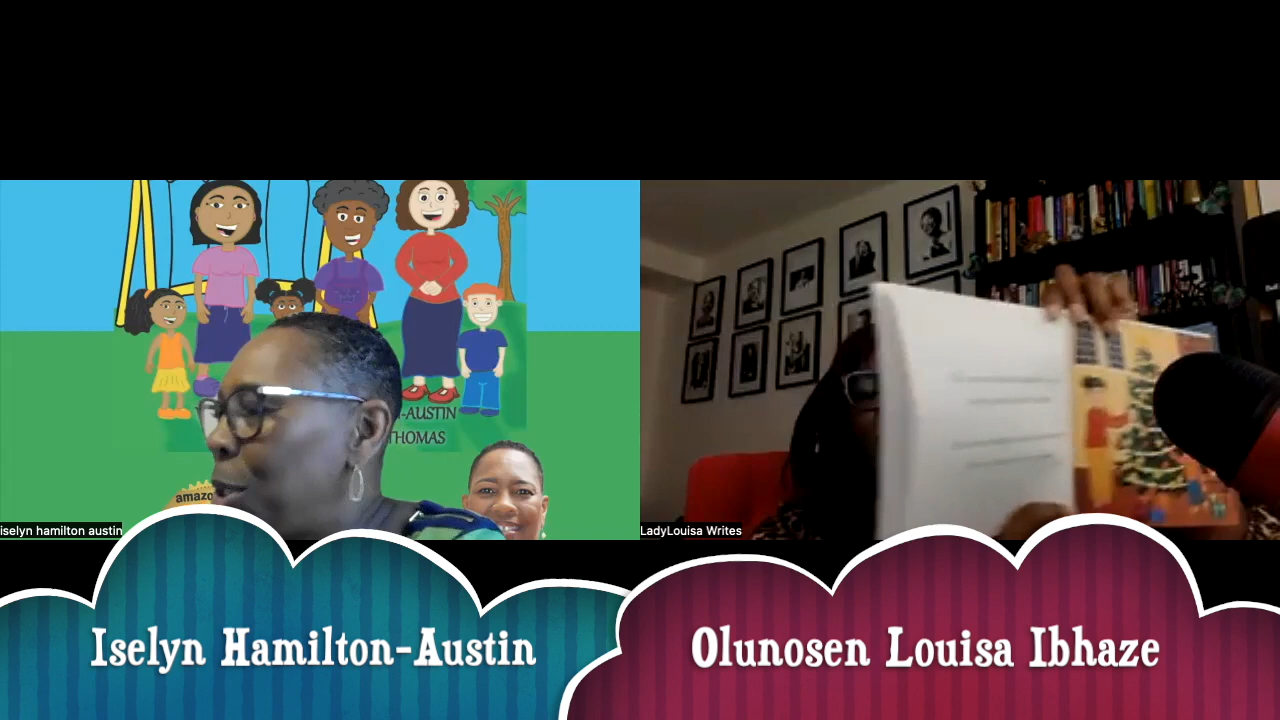 -AUSTIN
THOMAS
amazo
iselyn hamilton austin
LadyLouisa Writes
Iselyn Hamilton-Austin
Olunosen Louisa Ibhaze